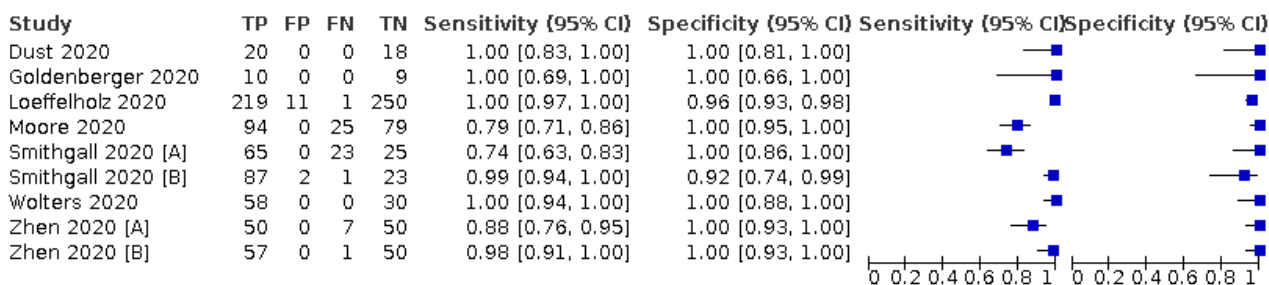 Study TP FP FN TN Sensitivity (95% CI) Specificity (95% CI) Sensitivity (95% CI) Specificity (95% CI)
Dust 2020 20 0 0 18 1.00 [0.83, 1.00] 1.00 [0.81, 1.00]
Goldenberger 2020 10 0 0 9 1.00 [0.69, 1.00] 1.00 [0.66, 1.00]
Loeffelholz 2020 219 11 1 250 1.00 [0.97, 1.00] 0.96 [0.93, 0.98]
Moore 2020 94 0 25 79 0.79 [0.71, 0.86] 1.00 [0.95, 1.00]
Smithgall 2020 [A] 65 0 23 25 0.74 [0.63, 0.83] 1.00 [0.86, 1.00]
Smithgall 2020 [B] 87 2 1 23 0.99 [0.94, 1.00] 0.92 [0.74, 0.99]
Wolters 2020 58 0 0 30 1.00 [0.94, 1.00] 1.00 [0.88, 1.00]
Zhen 2020 [A] 50 0 7 50 0.88 [0.76, 0.95] 1.00 [0.93, 1.00]
Zhen 2020 [B] 57 0 1 50 0.98 [0.91, 1.00] 1.00 [0.93, 1.00]
0 0.2 0.4 0.6 0.8 1 0 0.2 0.4 0.6 0.8 1